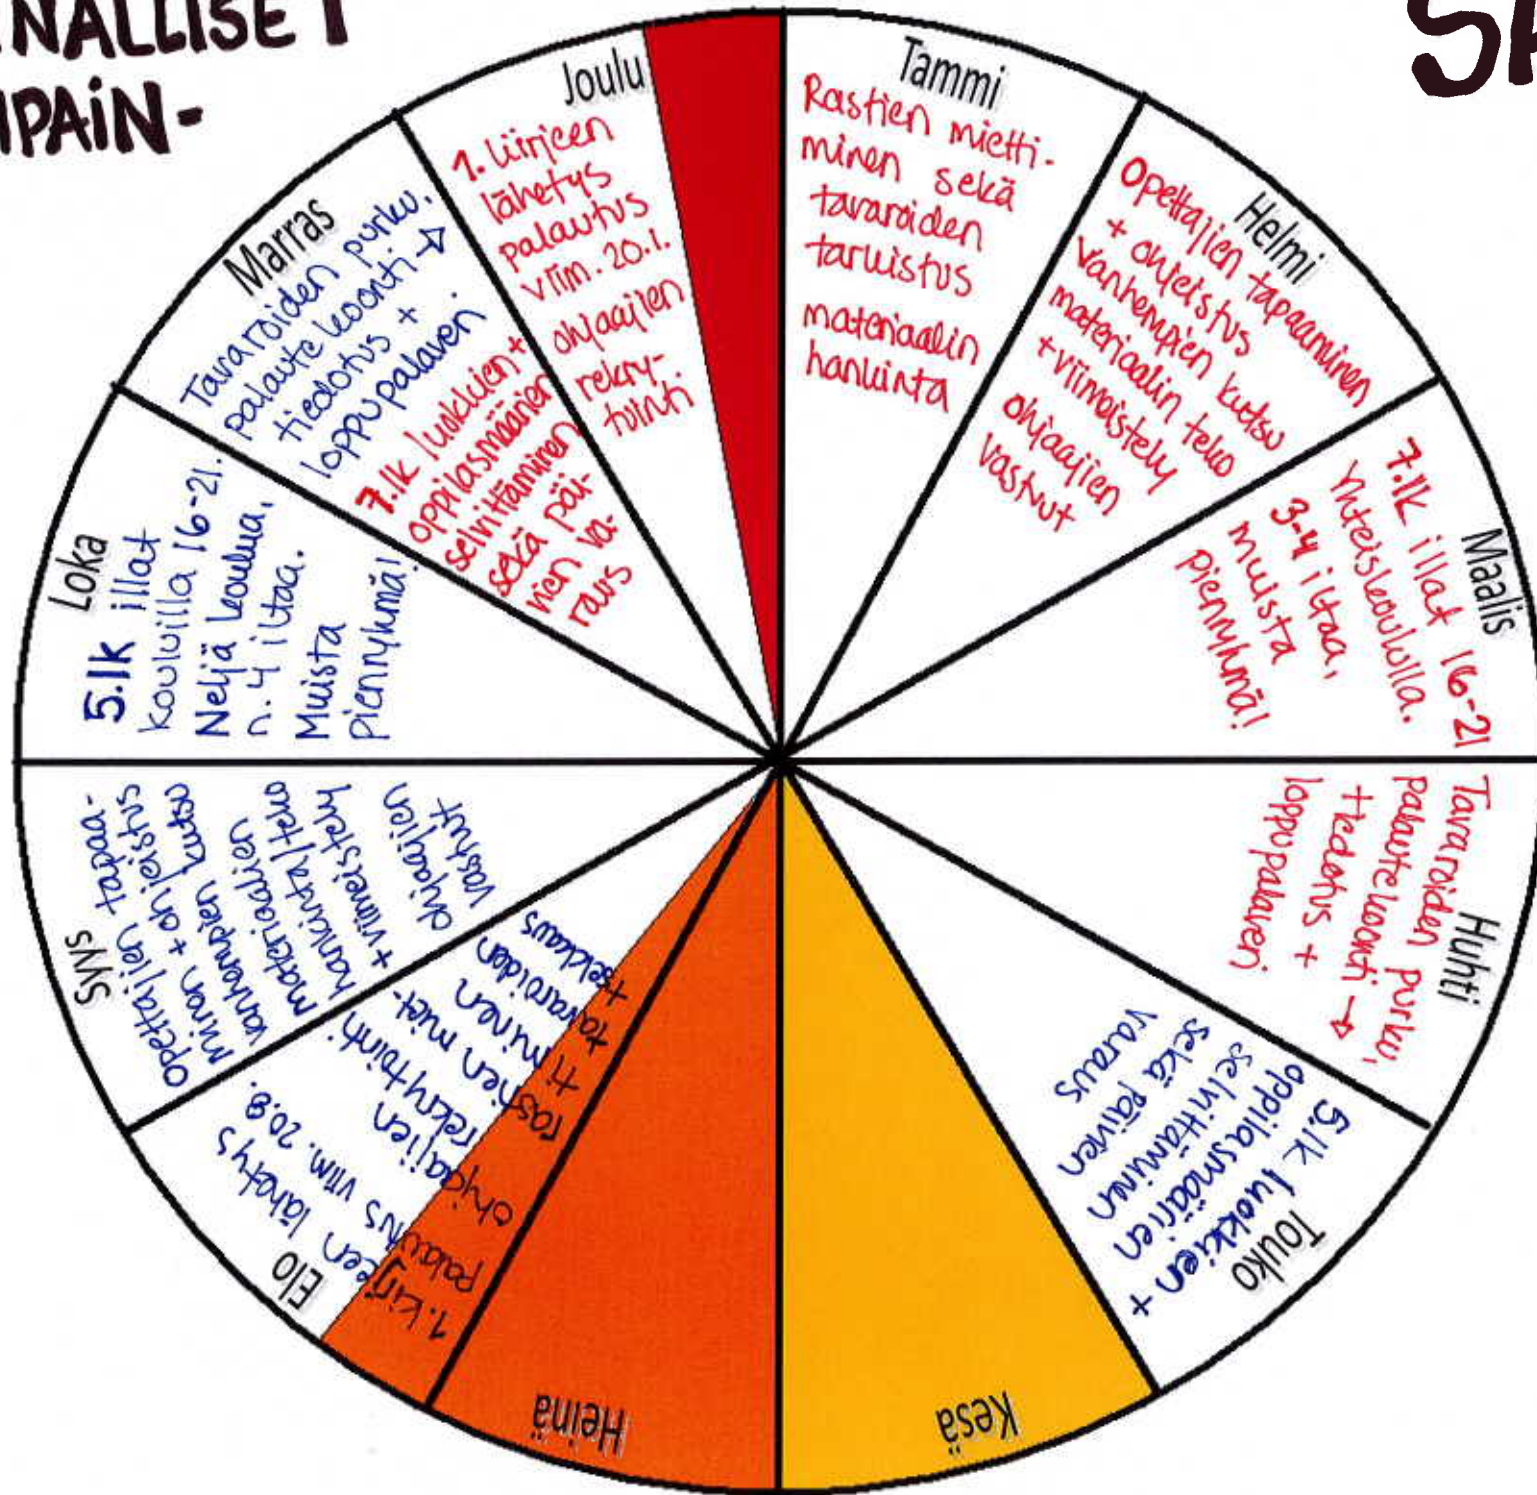 NALLISET
IPAIN-
Tammi
Rastien mietti-
minen sekä
tavaroiden
tarvistus
materiaalin
hankinta
Helmi
Opettajien tapaaminen
+ ohjeistus
vanhempien kutsu
materiaalin teko
+ viimeistely
ohjaajien
vastuut
Maalis
7.lk illat 16-21
Yhteiskoululla.
3-4 iltaa,
muista
pienryhmä!
Huhti
Tavaroiden purku,
palautekoonti →
tiedotus +
loppupalaveri
Touko
5.lk luokkien +
oppilasmäärien
selvittäminen
sekä päivien
varaus
Kesä
Heinä
Elo
1. kirjeen lähetys
palautus viim. 20.8.
ohjaajien
rekrytointi
rastien miet-
timinen
tavaroiden
+ seldaus
Syys
opettajien tapaa-
minen + ohjeistus
vanhempien kutsu
materiaalien
hankinta/teko
+ viimeistely
ohjaajien
vastuut
Loka
5.lk illat
kouluilla 16-21.
Neljä koulua,
n. 4 iltaa.
Muista
pienryhmä!
Marras
Tavaroiden purku,
palautekoonti →
tiedotus +
loppupalaveri.
7.lk luokkien +
oppilasmäärien
selvittäminen
sekä päi-
vien va-
raus
Joulu
1. kirjeen
lähetys
palautus
viim. 20.1.
ohjaajien
rekry-
tointi